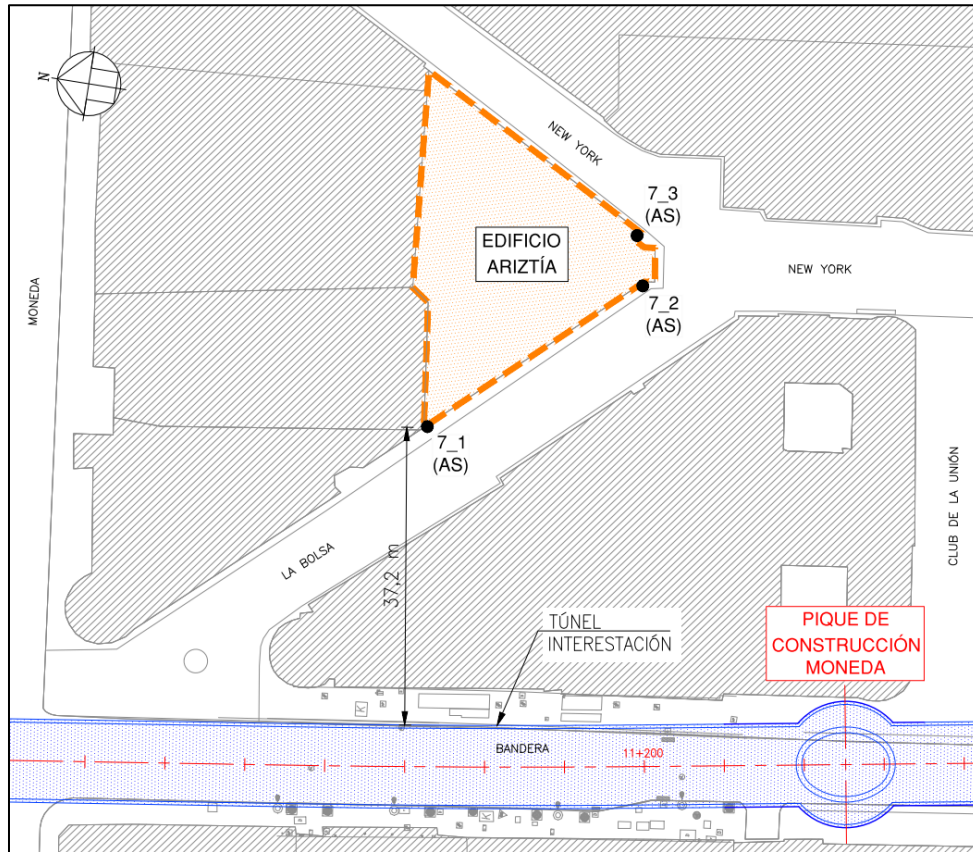 N
NEW YORK
7_3
(AS)
EDIFICIO
ARIZTÍA
NEW YORK
MONEDA
7_2
(AS)
7_1
(AS)
CLUB DE LA UNIÓN
LA BOLSA
37,2 m
TÚNEL
INTERESTACIÓN
PIQUE DE
CONSTRUCCIÓN
MONEDA
K
BANDERA
11+200
K